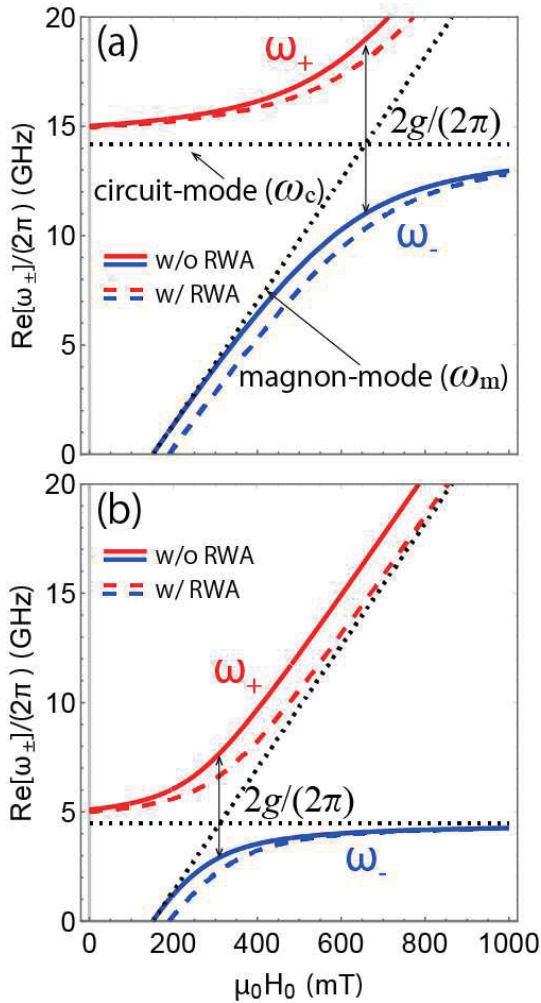 20
(a)
ω+
15
2g/(2π)
circuit-mode (ωc)
10
ω-
w/o RWA
w/ RWA
5
magnon-mode (ωm)
0
Re[ω±]/(2π) (GHz)
20
(b)
w/o RWA
w/ RWA
15
ω+
10
2g/(2π)
5
ω-
0
Re[ω±]/(2π) (GHz)
0 200 400 600 800 1000
μ0H0 (mT)